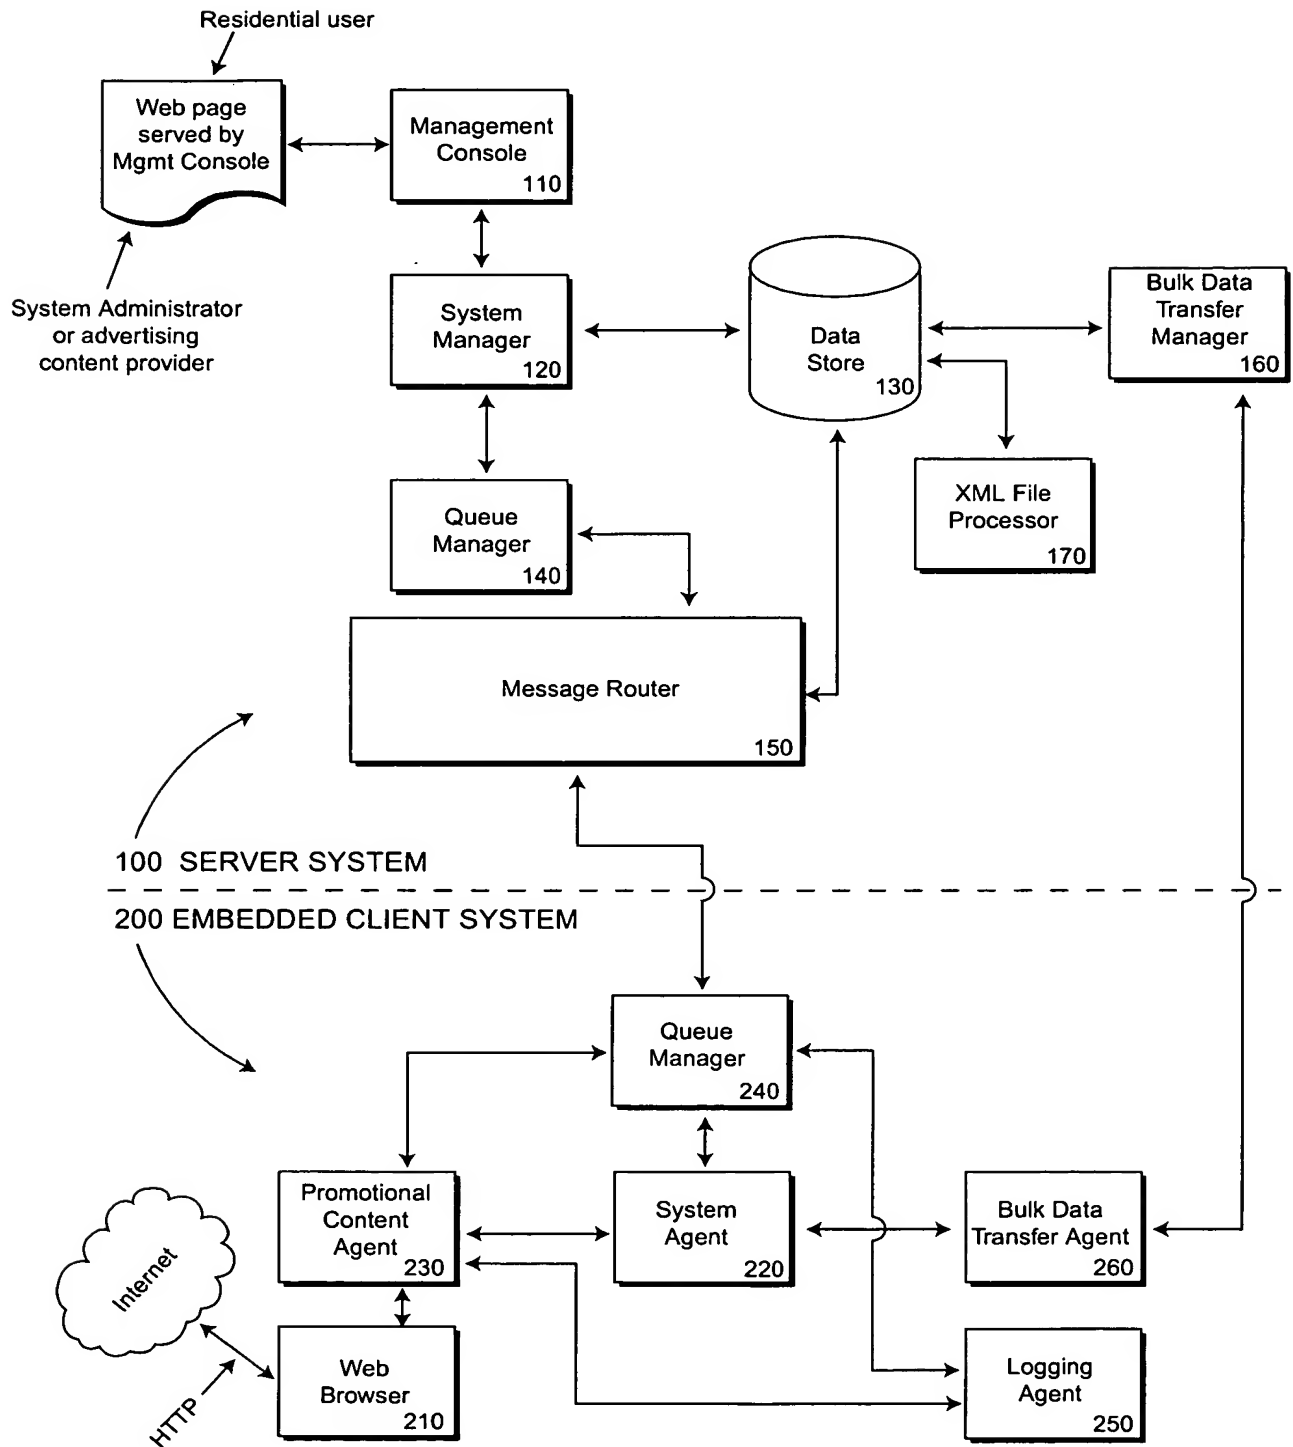 Residential user
Web page
served by
Mgmt Console
Management
Console
110
System Administrator
or advertising
content provider
System
Manager
120
Data
Store
130
Bulk Data
Transfer
Manager
160
XML File
Processor
170
Queue
Manager
140
Message Router
150
100 SERVER SYSTEM
200 EMBEDDED CLIENT SYSTEM
Queue
Manager
240
Promotional
Content
Agent
230
System
Agent
220
Bulk Data
Transfer Agent
260
Internet
HTTP
Web
Browser
210
Logging
Agent
250